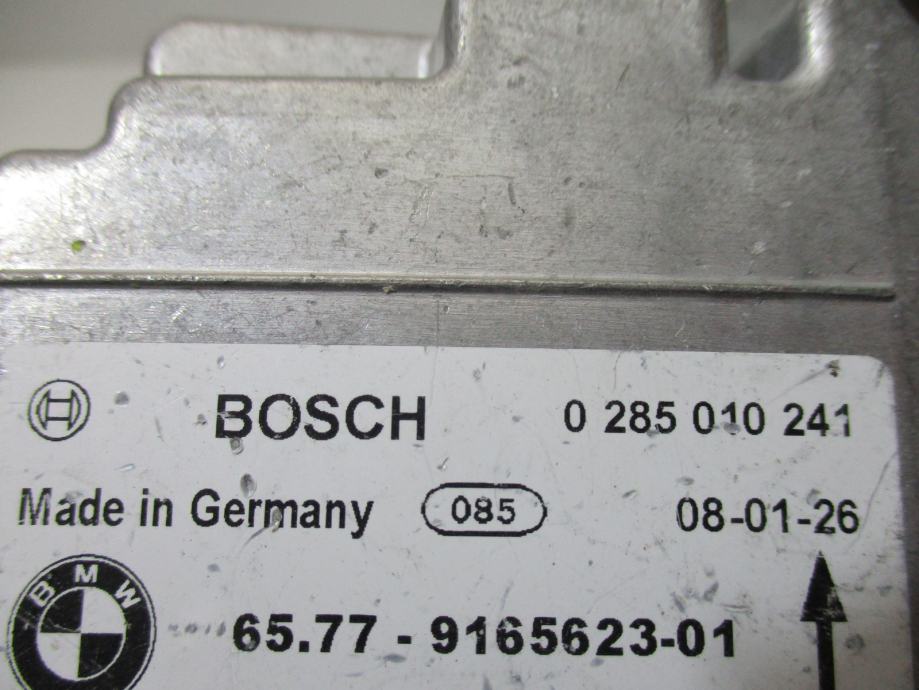 BOSCH 0 285 010 241
Made in Germany 085 08-01-26
BMW 65.77 - 9165623-01